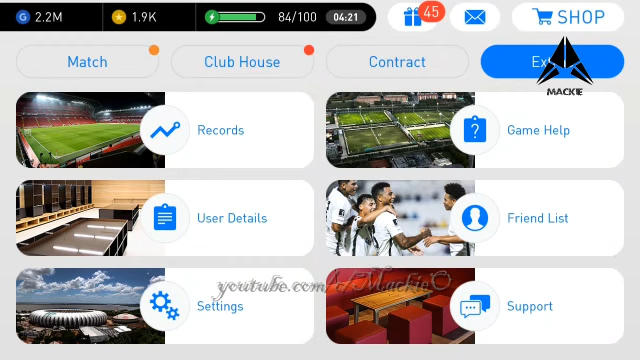 G 2.2M 1.9K 84/100 04:21 45 SHOP
Match Club House Contract Ex
MACKIE
Records Game Help
User Details Friend List
youtube.com/c/MackieO
Settings Support